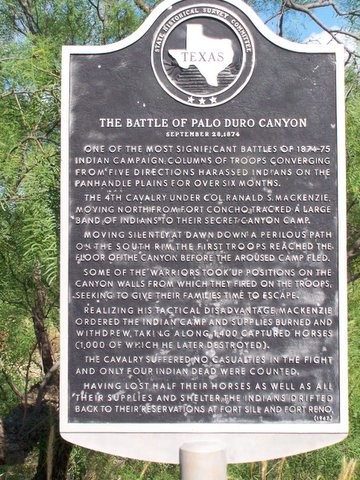 STATE HISTORICAL SURVEY COMMITTEE
TEXAS
THE BATTLE OF PALO DURO CANYON
SEPTEMBER 28, 1874
ONE OF THE MOST SIGNIFICANT BATTLES OF 1874-75
INDIAN CAMPAIGN. COLUMNS OF TROOPS CONVERGING
FROM FIVE DIRECTIONS HARASSED INDIANS ON THE
PANHANDLE PLAINS FOR OVER SIX MONTHS.
THE 4TH CAVALRY UNDER COL. RANALD S. MACKENZIE,
MOVING NORTH FROM FORT CONCHO, TRACKED A LARGE
BAND OF INDIANS TO THEIR SECRET CANYON CAMP.
MOVING SILENTLY AT DAWN DOWN A PERILOUS PATH
ON THE SOUTH RIM, THE FIRST TROOPS REACHED THE
FLOOR OF THE CANYON BEFORE THE AROUSED CAMP FLED.
SOME OF THE WARRIORS TOOK UP POSITIONS ON THE
CANYON WALLS FROM WHICH THEY FIRED ON THE TROOPS,
SEEKING TO GIVE THEIR FAMILIES TIME TO ESCAPE.
REALIZING HIS TACTICAL DISADVANTAGE, MACKENZIE
ORDERED THE INDIAN CAMP AND SUPPLIES BURNED AND
WITHDREW, TAKING ALONG 1,400 CAPTURED HORSES
(1,000 OF WHICH HE LATER DESTROYED).
THE CAVALRY SUFFERED NO CASUALTIES IN THE FIGHT
AND ONLY FOUR INDIAN DEAD WERE COUNTED.
HAVING LOST HALF THEIR HORSES AS WELL AS ALL
THEIR SUPPLIES AND SHELTER, THE INDIANS DRIFTED
BACK TO THEIR RESERVATIONS AT FORT SILL AND FORT RENO.
(1967)